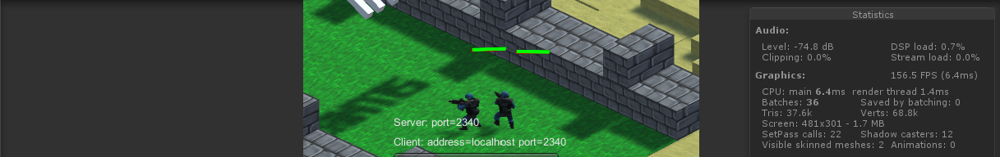 Statistics
Audio:
Level: -74.8 dB DSP load: 0.7%
Clipping: 0.0% Stream load: 0.0%
Graphics: 156.5 FPS (6.4ms)
CPU: main 6.4ms render thread 1.4ms
Batches: 36 Saved by batching: 0
Tris: 37.6k Verts: 68.8k
Screen: 481x301 - 1.7 MB
SetPass calls: 22 Shadow casters: 12
Visible skinned meshes: 2 Animations: 0
Server: port=2340
Client: address=localhost port=2340